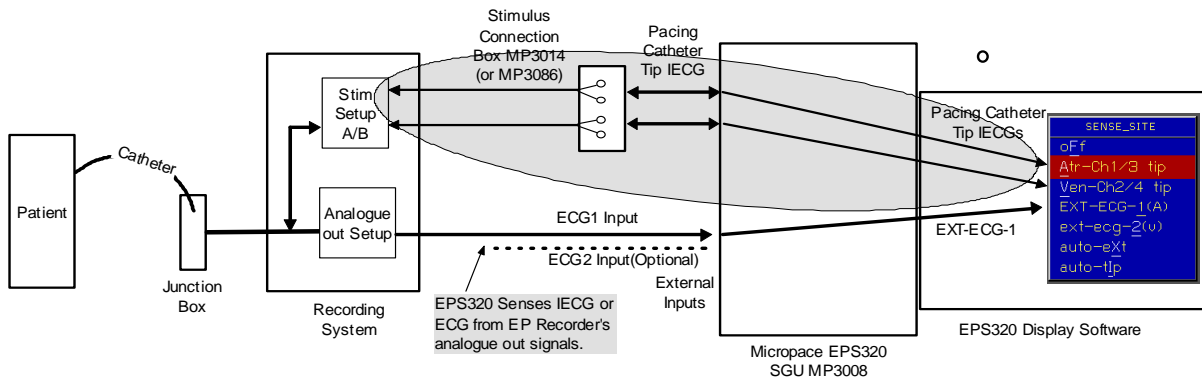 Patient
Catheter
Junction
Box
Stim
Setup
A/B
Analogue
out Setup
Recording
System
Stimulus
Connection
Box MP3014
(or MP3086)
Pacing
Catheter
Tip IECG
ECG1 Input
ECG2 Input(Optional)
External
Inputs
EPS320 Senses IECG or
ECG from EP Recorder's
analogue out signals.
Micropace EPS320
SGU MP3008
Pacing Catheter
Tip IECGs
EXT-ECG-1
SENSE_SITE
oFf
Atr-Ch1/3 tip
Ven-Ch2/4 tip
EXT-ECG-1(A)
ext-ecg-2(v)
auto-eXt
auto-tIp
EPS320 Display Software